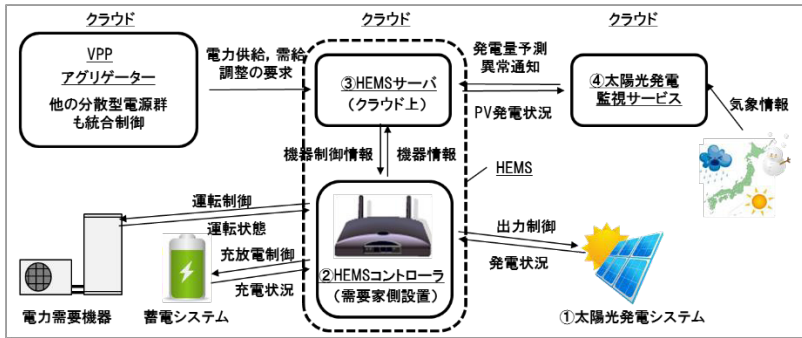 クラウド
クラウド
クラウド
VPP
アグリゲーター
他の分散型電源群
も統合制御
電力供給，需給
調整の要求
③HEMSサーバ
（クラウド上）
発電量予測
異常通知
PV発電状況
④太陽光発電
監視サービス
気象情報
機器制御情報
機器情報
HEMS
運転制御
運転状態
充放電制御
充電状況
②HEMSコントローラ
（需要家側設置）
出力制御
発電状況
電力需要機器
蓄電システム
①太陽光発電システム